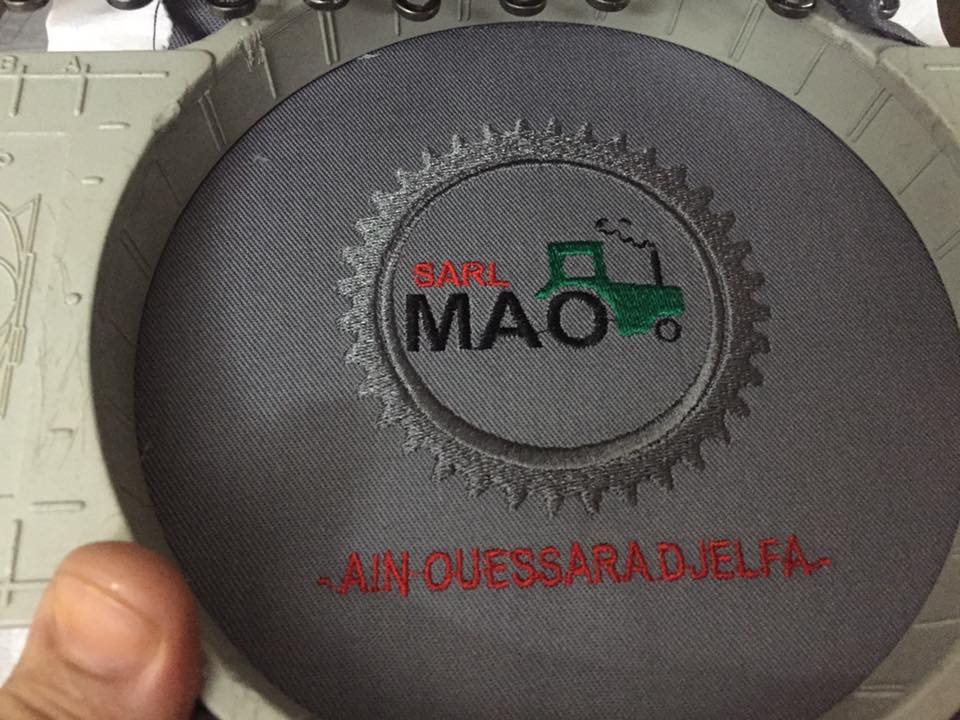 SARL
MAO
- AIN OUESSARA DJELFA -